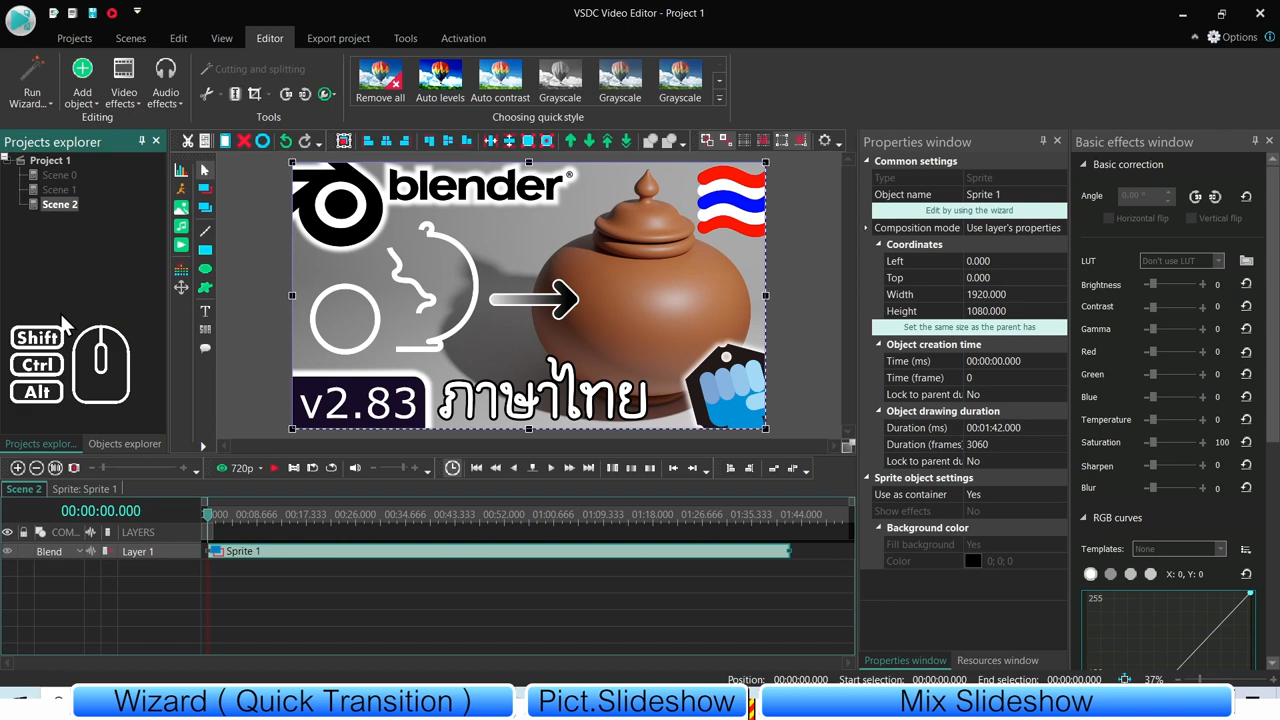 VSDC Video Editor - Project 1
Projects
Scenes
Edit
View
Editor
Export project
Tools
Activation
Options
Run
Wizard...
Add
object
Video
effects
Audio
effects
Editing
Cutting and splitting
Tools
Remove all
Auto levels
Auto contrast
Grayscale
Grayscale
Grayscale
Choosing quick style
Projects explorer
Project 1
Scene 0
Scene 1
Scene 2
Shift
Ctrl
Alt
Projects explor...
Objects explorer
blender®
v2.83
ภาษาไทย
Properties window
Common settings
Type Sprite
Object name Sprite 1
Edit by using the wizard
Composition mode Use layer's properties
Coordinates
Left 0.000
Top 0.000
Width 1920.000
Height 1080.000
Set the same size as the parent has
Object creation time
Time (ms) 00:00:00.000
Time (frame) 0
Lock to parent du No
Object drawing duration
Duration (ms) 00:01:42.000
Duration (frames) 3060
Lock to parent du No
Sprite object settings
Use as container Yes
Show effects No
Background color
Fill background Yes
Color 0; 0; 0
Properties window
Resources window
Basic effects window
Basic correction
Angle 0.00 °
Horizontal flip
Vertical flip
LUT Don't use LUT
Brightness 0
Contrast 0
Gamma 0
Red 0
Green 0
Blue 0
Temperature 0
Saturation 100
Sharpen 0
Blur 0
RGB curves
Templates: None
X: 0, Y: 0
255
720p
Scene 2
Sprite: Sprite 1
00:00:00.000
000 00:08.666 00:17.333 00:26.000 00:34.666 00:43.333 00:52.000 01:00.666 01:09.333 01:18.000 01:26.666 01:35.333 01:44.000
COM...
LAYERS
Blend
Layer 1
Sprite 1
Position: 00:00:00.000
Start selection: 00:00:00.000
End selection: 00:00:00.000
37%
Wizard ( Quick Transition )
Pict.Slideshow
Mix Slideshow